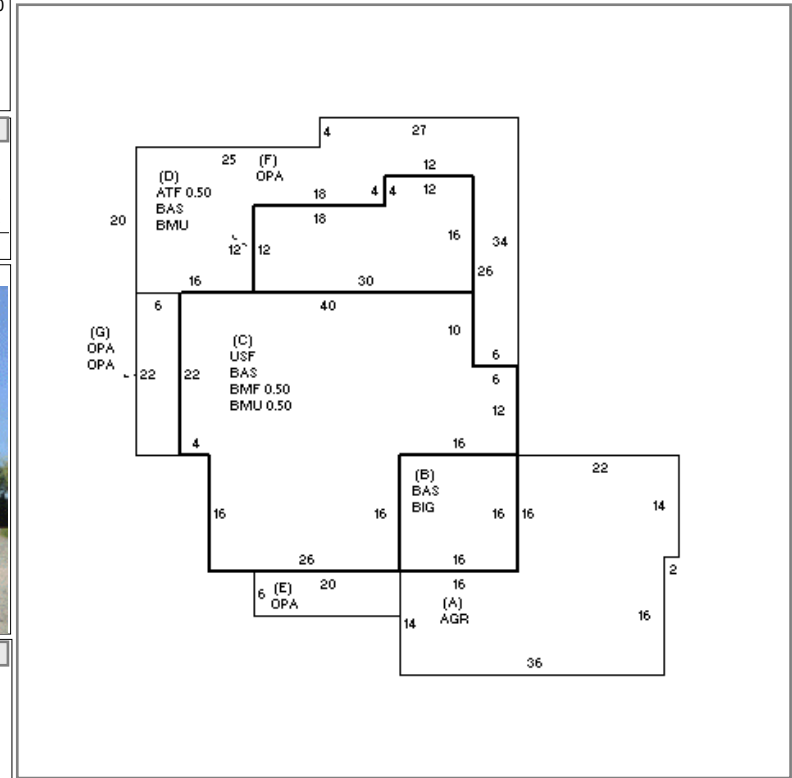 0
4
27
25
(F)
OPA
12
(D)
ATF 0.50
BAS
BMU
18
4
4
12
18
20
12
12
16
34
26
16
30
6
40
10
(G)
OPA
OPA
(C)
USF
BAS
BMF 0.50
BMU 0.50
22
22
6
6
12
4
16
22
(B)
BAS
BIG
14
16
16
16
16
26
16
2
20
16
6
(E)
OPA
(A)
AGR
14
16
36